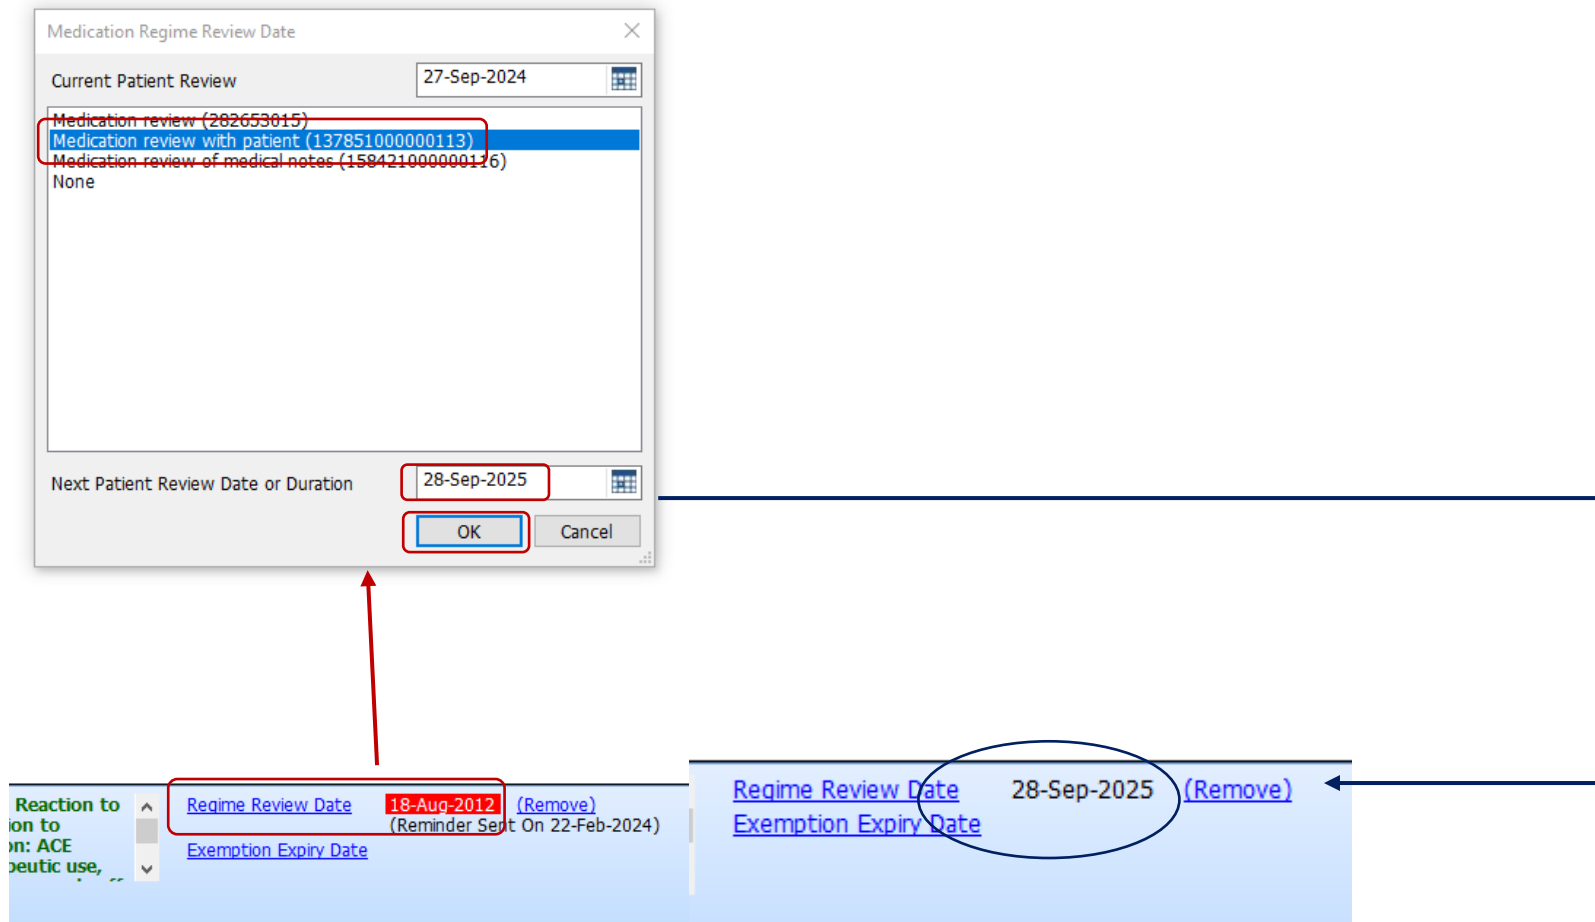 Medication Regime Review Date
Current Patient Review 27-Sep-2024
Medication review (282653015)
Medication review with patient (137851000000113)
Medication review of medical notes (158421000000116)
None
Next Patient Review Date or Duration 28-Sep-2025
OK Cancel
Reaction to
ion to
on: ACE
peutic use,
Regime Review Date 18-Aug-2012 (Remove)
(Reminder Sent On 22-Feb-2024)
Exemption Expiry Date
Regime Review Date 28-Sep-2025 (Remove)
Exemption Expiry Date